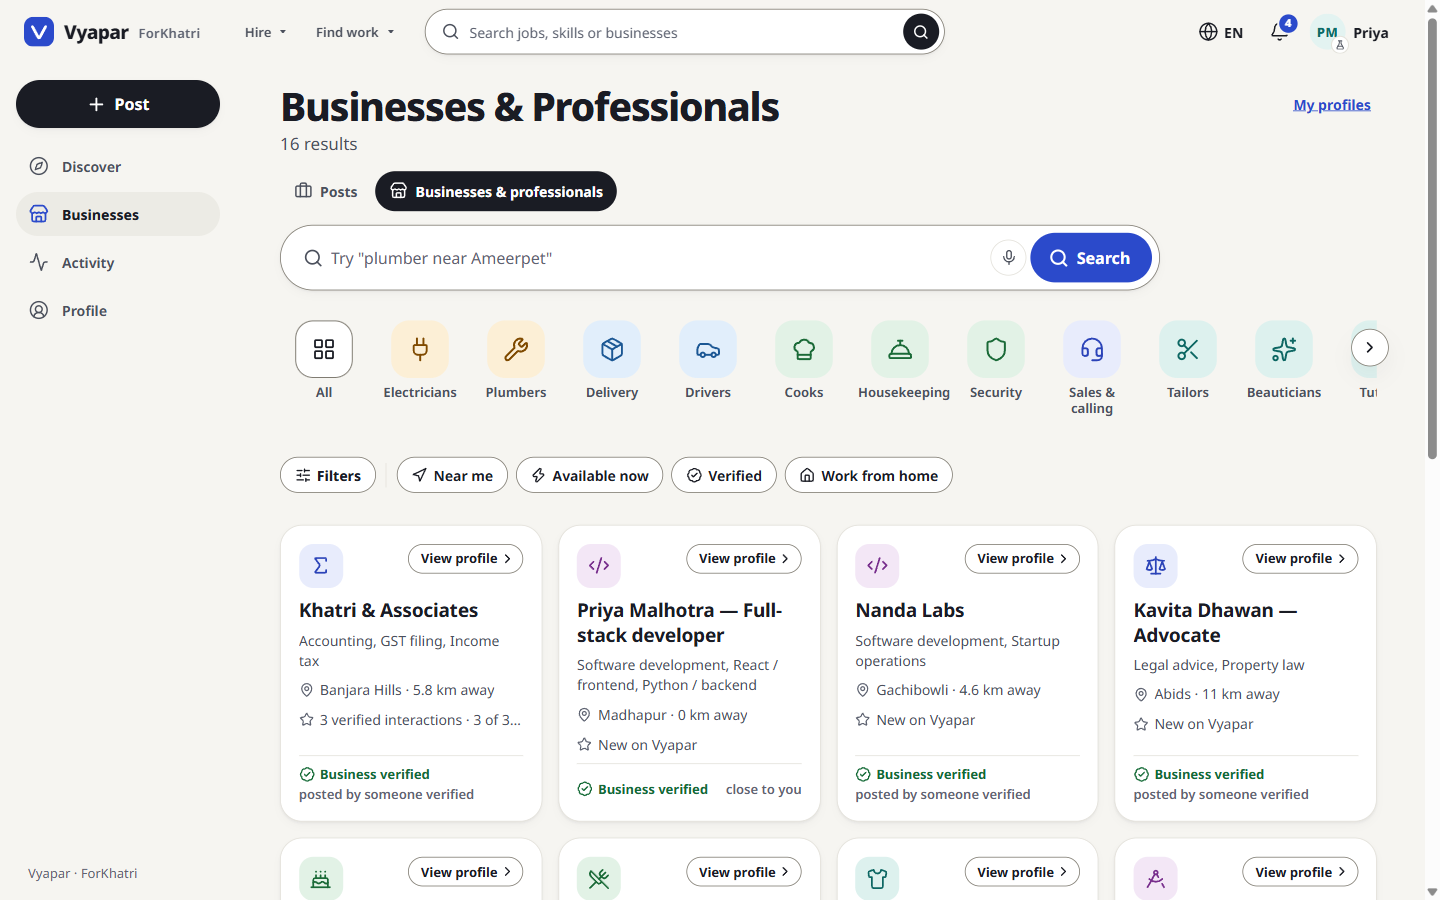 Vyapar ForKhatri
Hire
Find work
Search jobs, skills or businesses
EN
4
PM
Priya
Post
Discover
Businesses
Activity
Profile
Vyapar · ForKhatri
Businesses & Professionals
My profiles
16 results
Posts
Businesses & professionals
Try "plumber near Ameerpet"
Search
All
Electricians
Plumbers
Delivery
Drivers
Cooks
Housekeeping
Security
Sales &
calling
Tailors
Beauticians
Tut
Filters
Near me
Available now
Verified
Work from home
View profile
Khatri & Associates
Accounting, GST filing, Income
tax
Banjara Hills · 5.8 km away
3 verified interactions · 3 of 3...
Business verified
posted by someone verified
View profile
Priya Malhotra — Full-
stack developer
Software development, React /
frontend, Python / backend
Madhapur · 0 km away
New on Vyapar
Business verified
close to you
View profile
Nanda Labs
Software development, Startup
operations
Gachibowli · 4.6 km away
New on Vyapar
Business verified
posted by someone verified
View profile
Kavita Dhawan —
Advocate
Legal advice, Property law
Abids · 11 km away
New on Vyapar
Business verified
posted by someone verified
View profile
View profile
View profile
View profile